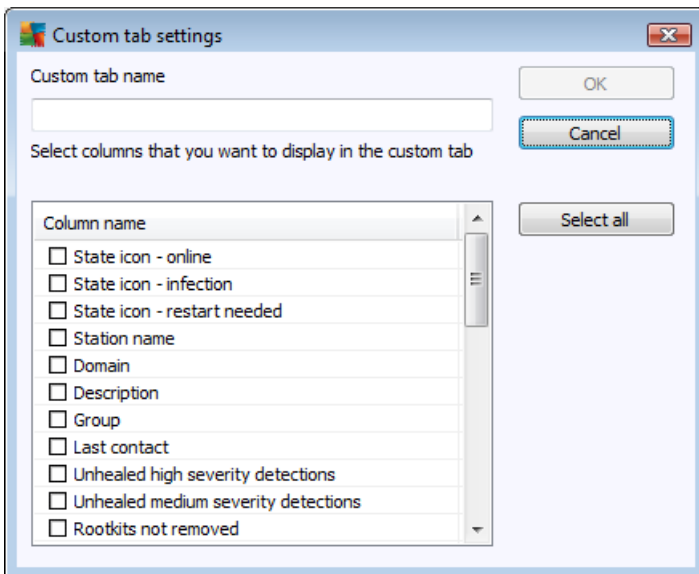 Custom tab settings
Custom tab name
OK
Cancel
Select columns that you want to display in the custom tab
Select all
Column name
State icon - online
State icon - infection
State icon - restart needed
Station name
Domain
Description
Group
Last contact
Unhealed high severity detections
Unhealed medium severity detections
Rootkits not removed